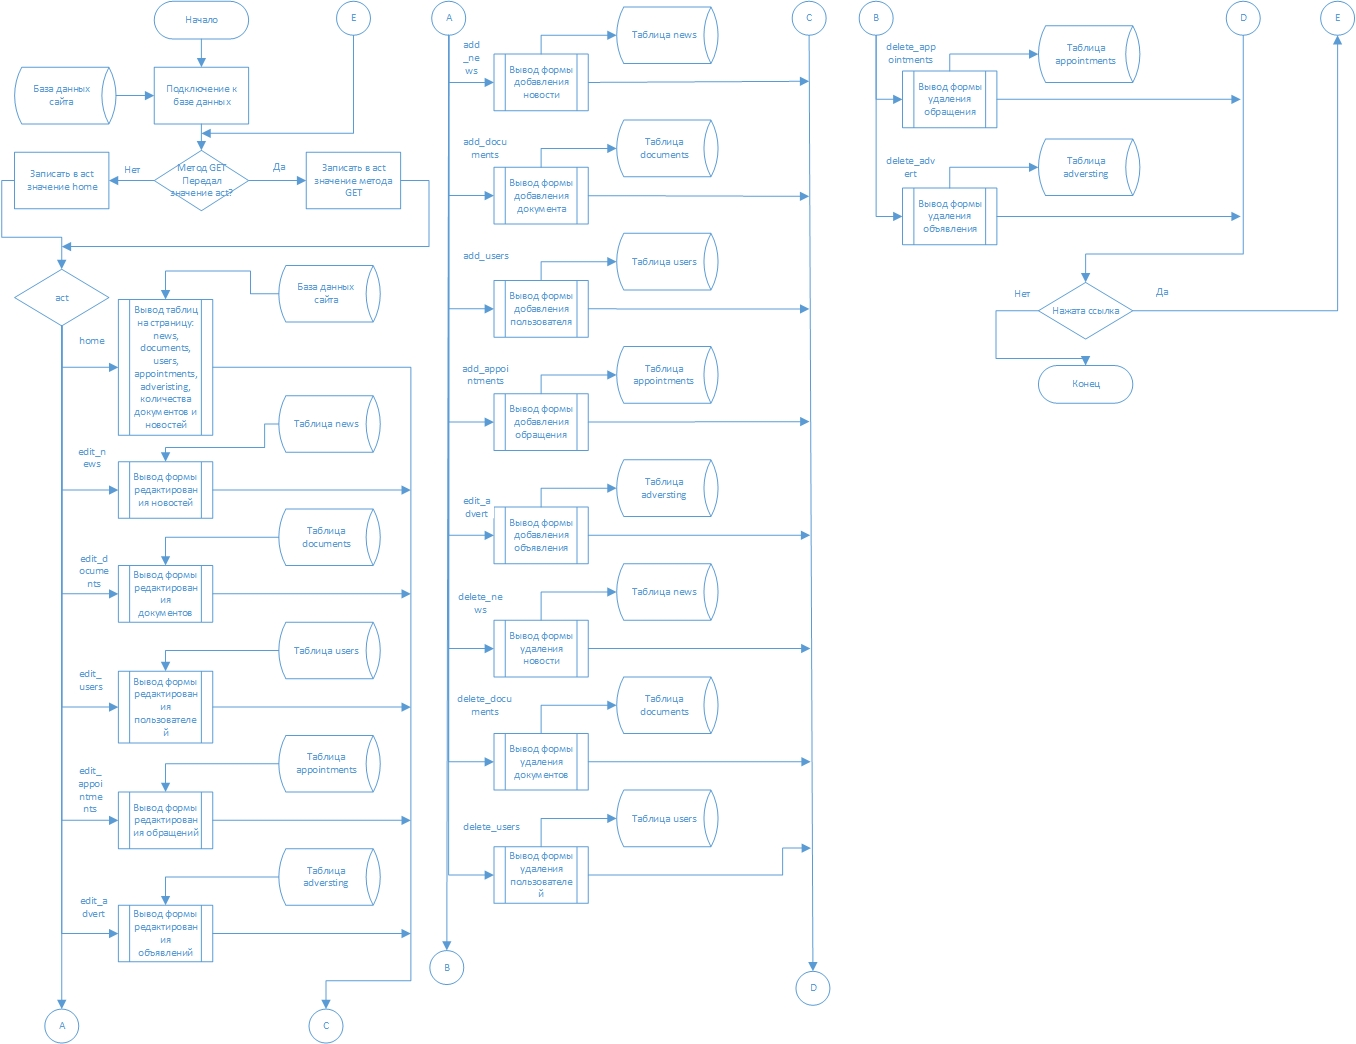 Начало
E
База данных
сайта
Подключение к
базе данных
Записать в act
значение home
Нет
Метод GET
Передал
значение act?
Да
Записать в act
значение метода
GET
act
База данных
сайта
home
Вывод таблиц
на страницу:
news,
documents,
users,
appointments,
adveristing,
количества
документов и
новостей
Таблица news
edit_n
ews
Вывод формы
редактирован
ия новостей
Таблица
documents
edit_d
ocume
nts
Вывод формы
редактирован
ия
документов
Таблица users
edit_
users
Вывод формы
редактирован
ия
пользователе
й
Таблица
appointments
edit_
appoi
ntme
nts
Вывод формы
редактирован
ия обращений
Таблица
adversting
edit_a
dvert
Вывод формы
редактирован
ия
объявлений
A
C
A
C
add
_ne
ws
Таблица news
Вывод формы
добавления
новости
add_docu
ments
Таблица
documents
Вывод формы
добавления
документа
add_users
Таблица users
Вывод формы
добавления
пользователя
add_appoi
ntments
Таблица
appointments
Вывод формы
добавления
обращения
edit_a
dvert
Таблица
adversting
Вывод формы
добавления
объявления
delete_ne
ws
Таблица news
Вывод формы
удаления
новости
delete_docu
ments
Таблица
documents
Вывод формы
удаления
документов
delete_users
Таблица users
Вывод формы
удаления
пользователе
й
B
D
B
D
E
delete_app
ointments
Таблица
appointments
Вывод формы
удаления
обращения
delete_adv
ert
Таблица
adversting
Вывод формы
удаления
объявления
Нет
Нажата ссылка
Да
Конец